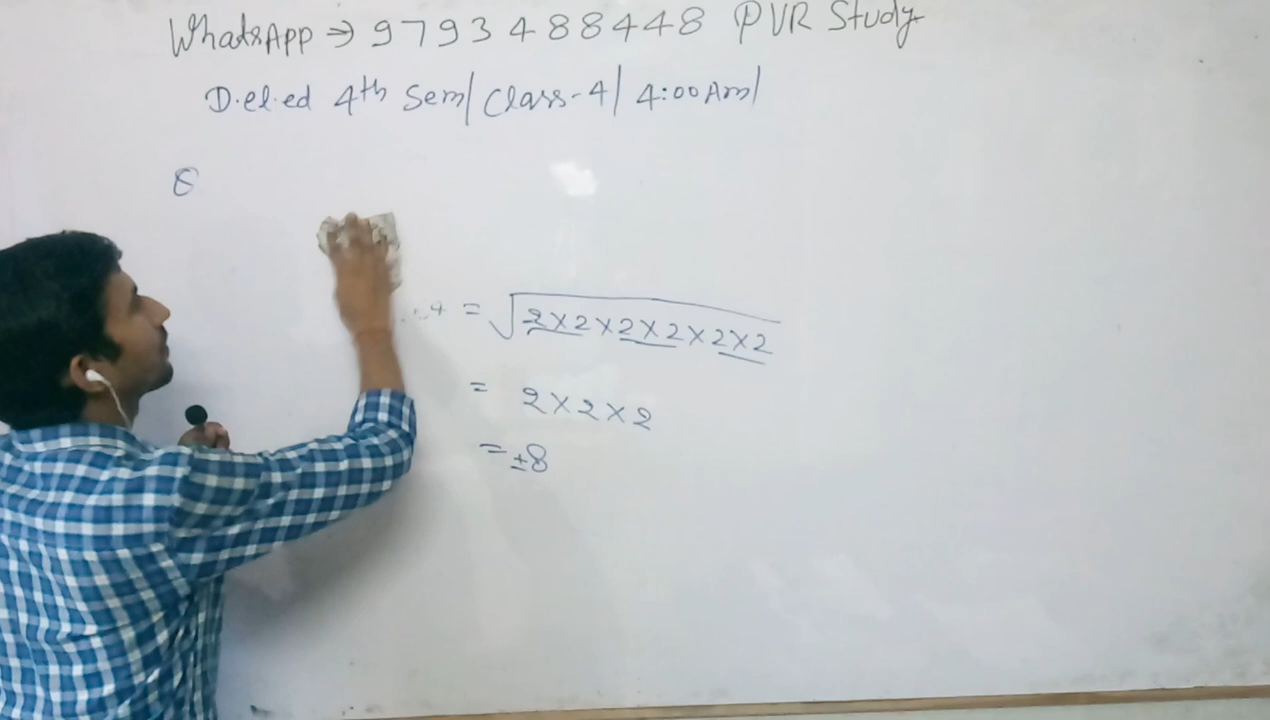 WhatsApp ⇒ 9793488448 PVR Study
D.el.ed 4th Sem/ Class-4/ 4:00 Am/
4 = √2×2×2×2×2×2
= 2×2×2
= ±8